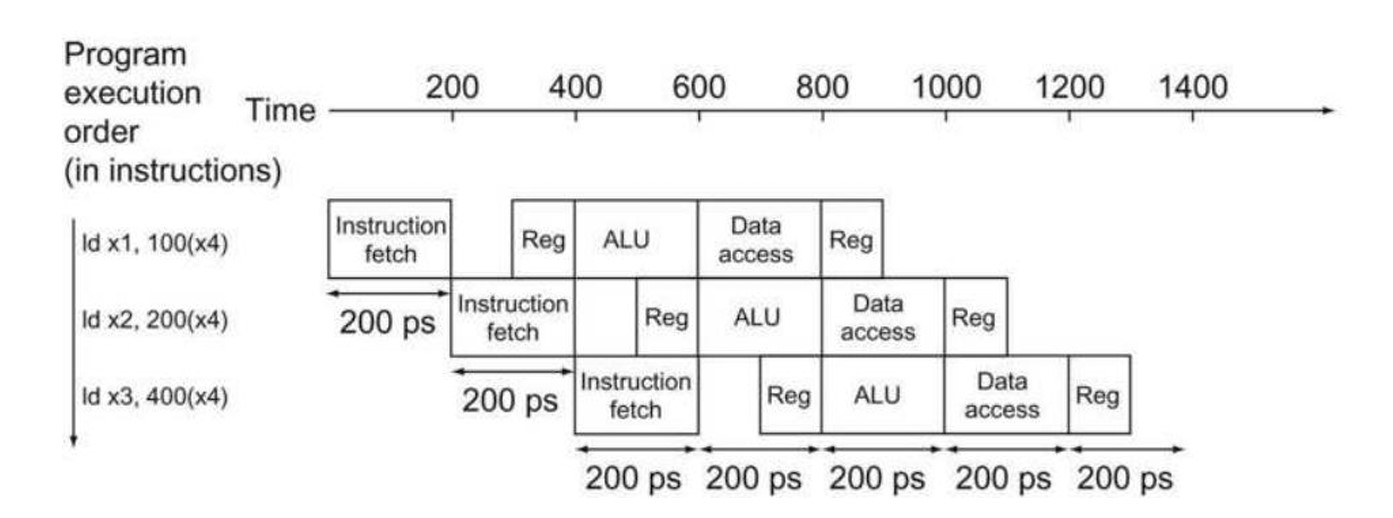 Program
execution
order
(in instructions)
Time
200 400 600 800 1000 1200 1400
ld x1, 100(x4)
Instruction
fetch
Reg
ALU
Data
access
Reg
200 ps
ld x2, 200(x4)
Instruction
fetch
Reg
ALU
Data
access
Reg
200 ps
ld x3, 400(x4)
Instruction
fetch
Reg
ALU
Data
access
Reg
200 ps 200 ps 200 ps 200 ps 200 ps